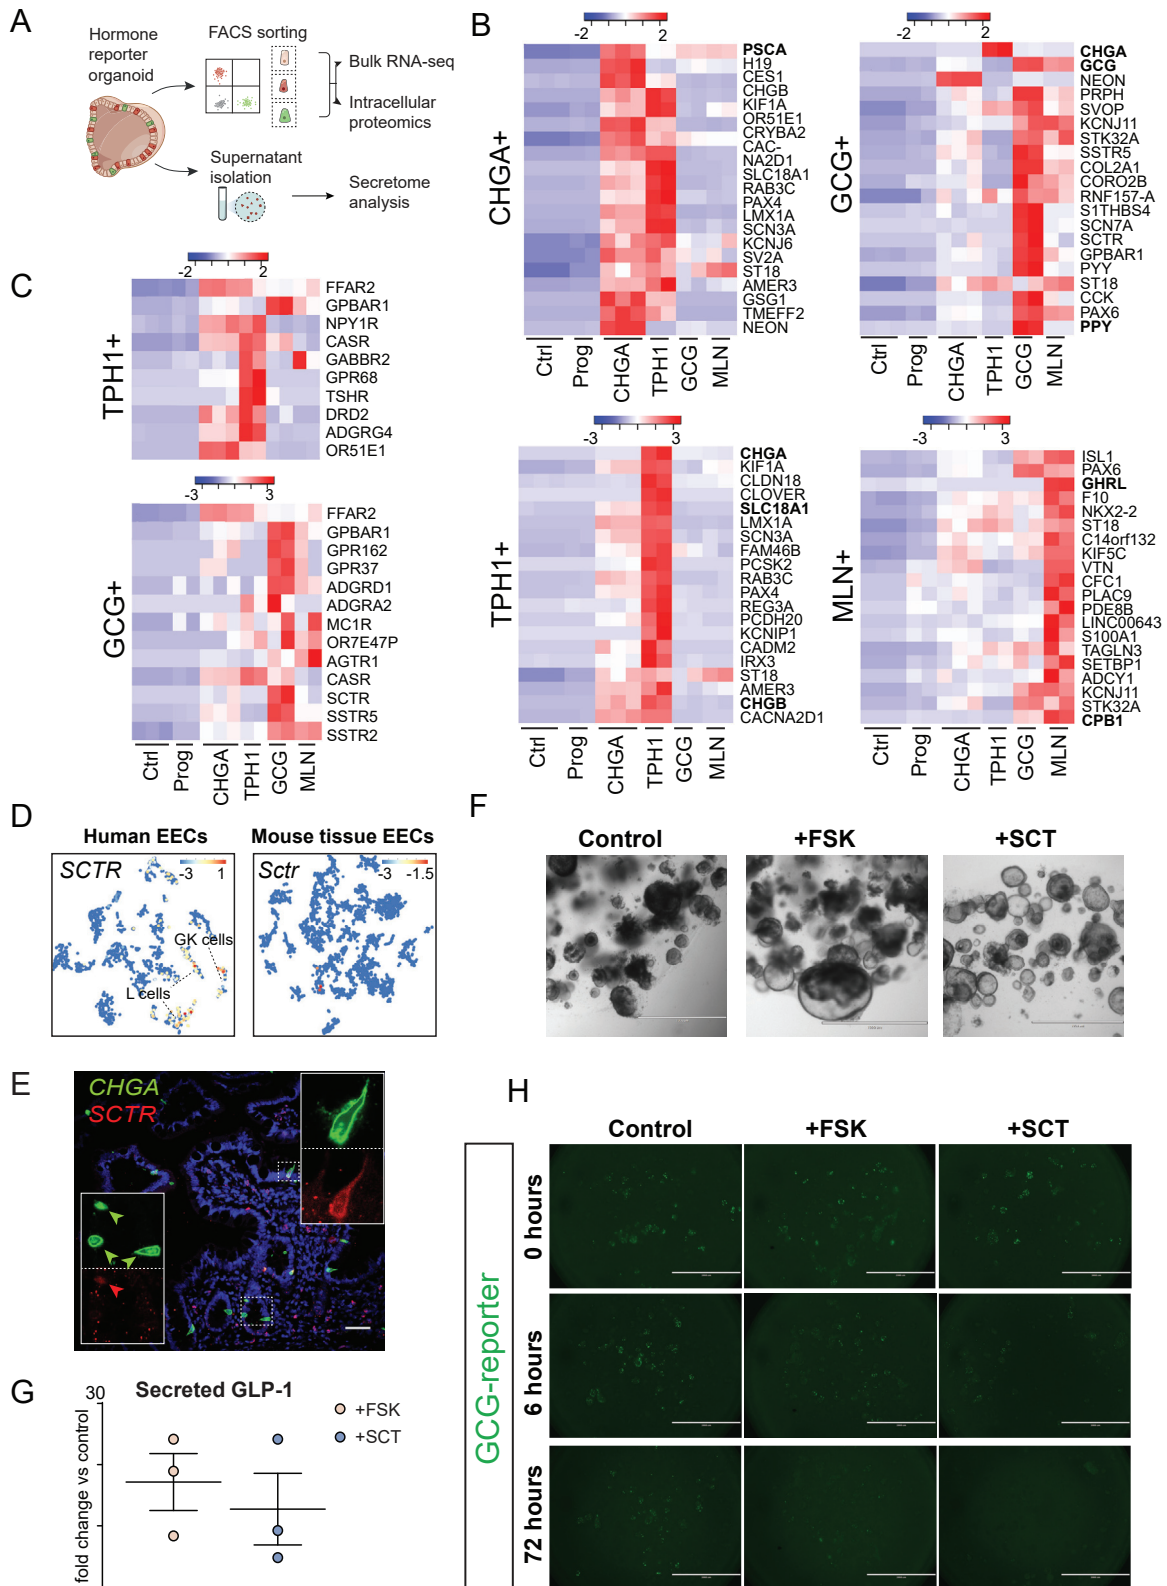 A
Hormone
reporter
organoid
FACS sorting
Bulk RNA-seq
Intracellular
proteomics
Supernatant
isolation
Secretome
analysis
B
-2 2
CHGA+
PSCA
H19
CES1
CHGB
KIF1A
OR51E1
CRYBA2
CAC-
NA2D1
SLC18A1
RAB3C
PAX4
LMX1A
SCN3A
KCNJ6
SV2A
ST18
AMER3
GSG1
TMEFF2
NEON
Ctrl Prog CHGA TPH1 GCG MLN
-2 2
GCG+
CHGA
GCG
NEON
PRPH
SVOP
KCNJ11
STK32A
SSTR5
COL2A1
CORO2B
RNF157-A
S1THBS4
SCN7A
SCTR
GPBAR1
PYY
ST18
CCK
PAX6
PPY
Ctrl Prog CHGA TPH1 GCG MLN
-3 3
TPH1+
CHGA
KIF1A
CLDN18
CLOVER
SLC18A1
LMX1A
SCN3A
FAM46B
PCSK2
RAB3C
PAX4
REG3A
PCDH20
KCNIP1
CADM2
IRX3
ST18
AMER3
CHGB
CACNA2D1
Ctrl Prog CHGA TPH1 GCG MLN
-3 3
MLN+
ISL1
PAX6
GHRL
F10
NKX2-2
ST18
C14orf132
KIF5C
VTN
CFC1
PLAC9
PDE8B
LINC00643
S100A1
TAGLN3
SETBP1
ADCY1
KCNJ11
STK32A
CPB1
Ctrl Prog CHGA TPH1 GCG MLN
C
-2 2
TPH1+
FFAR2
GPBAR1
NPY1R
CASR
GABBR2
GPR68
TSHR
DRD2
ADGRG4
OR51E1
-3 3
GCG+
FFAR2
GPBAR1
GPR162
GPR37
ADGRD1
ADGRA2
MC1R
OR7E47P
AGTR1
CASR
SCTR
SSTR5
SSTR2
Ctrl Prog CHGA TPH1 GCG MLN
D
Human EECs
SCTR
-3 1
GK cells
L cells
Mouse tissue EECs
Sctr
-3 -1.5
E
CHGA
SCTR
F
Control +FSK +SCT
G
Secreted GLP-1
30
fold change vs control
+FSK
+SCT
H
Control +FSK +SCT
GCG-reporter
0 hours
6 hours
72 hours